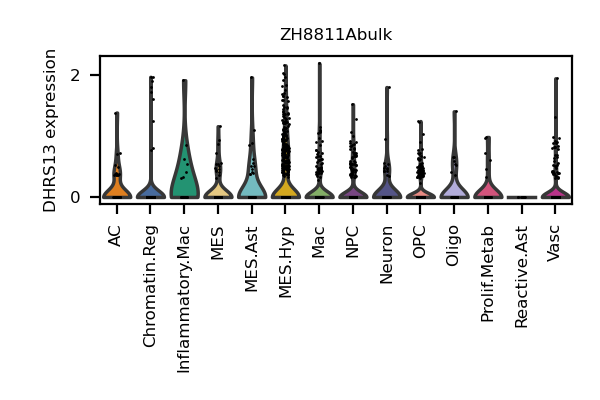 ZH8811Abulk
DHRS13 expression
2
0
AC
Chromatin.Reg
Inflammatory.Mac
MES
MES.Ast
MES.Hyp
Mac
NPC
Neuron
OPC
Oligo
Prolif.Metab
Reactive.Ast
Vasc